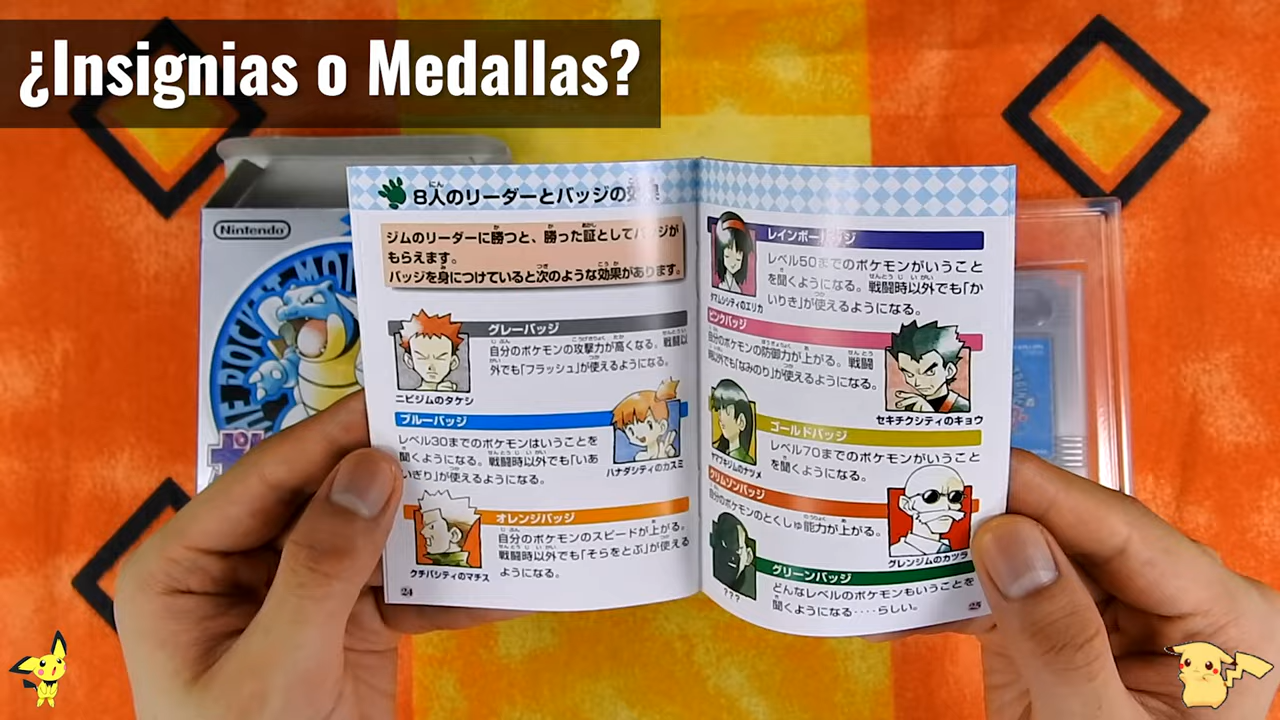 ¿Insignias o Medallas?
Nintendo
8人のリーダーとバッジの効果
ジムのリーダーに勝つと、勝った証としてバッジが
もらえます。
バッジを身につけていると次のような効果があります。
グレーバッジ
自分のポケモンの攻撃力が高くなる。戦闘以
外でも「フラッシュ」が使えるようになる。
ニビジムのタケシ
ブルーバッジ
レベル30までのポケモンはいうことを
聞くようになる。戦闘時以外でも「いあ
いぎり」が使えるようになる。
ハナダシティのカスミ
オレンジバッジ
自分のポケモンのスピードが上がる。
戦闘時以外でも「そらをとぶ」が使える
ようになる。
クチバシティのマチス
24
レインボーバッジ
レベル50までのポケモンがいうこと
を聞くようになる。戦闘時以外でも「か
いりき」が使えるようになる。
タマムシシティのエリカ
ピンクバッジ
自分のポケモンの防御力が上がる。戦闘
時以外でも「なみのり」が使えるようになる。
セキチクシティのキョウ
ゴールドバッジ
レベル70までのポケモンがいうこと
を聞くようになる。
ヤマブキジムのナツメ
クリムソンバッジ
自分のポケモンのとくしゅ能力が上がる。
グレンジムのカツラ
グリーンバッジ
どんなレベルのポケモンもいうことを
聞くようになる‥‥らしい。
???
25